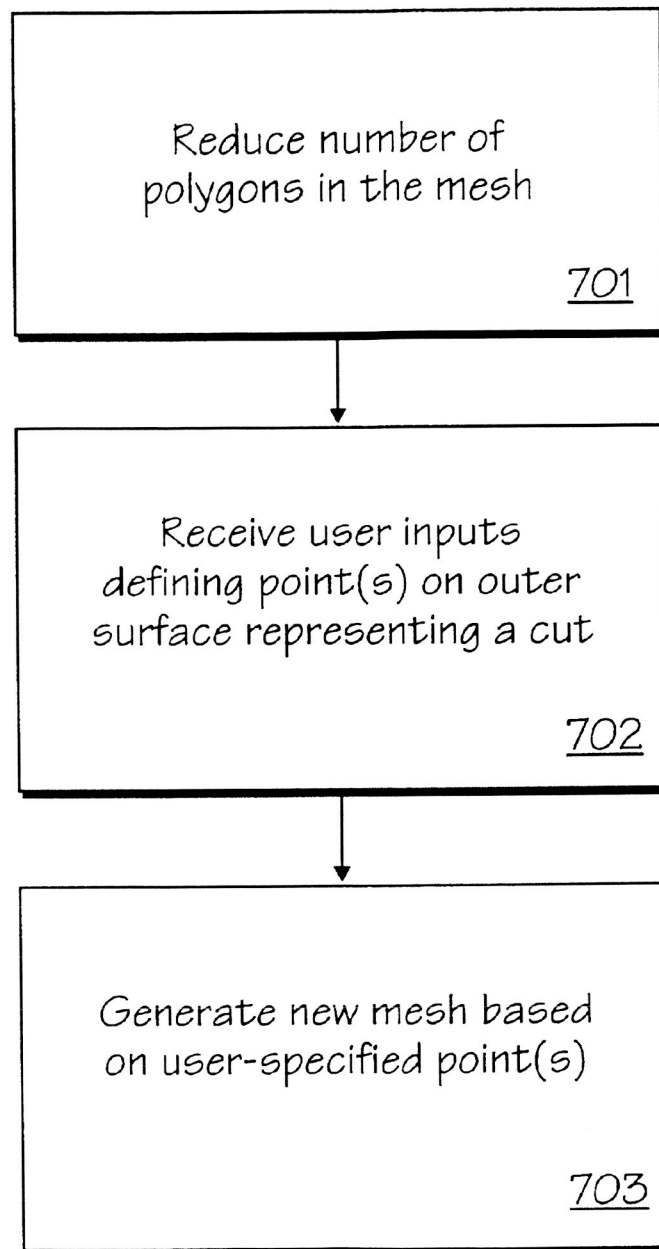 Reduce number of
polygons in the mesh
701
Receive user inputs
defining point(s) on outer
surface representing a cut
702
Generate new mesh based
on user-specified point(s)
703